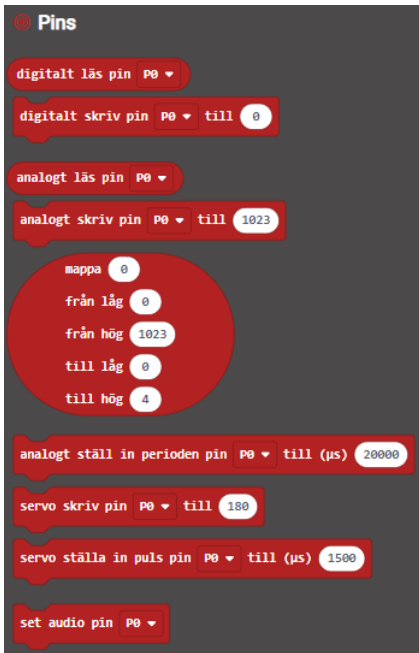 Pins
digitalt läs pin P0
digitalt skriv pin P0 till 0
analogt läs pin P0
analogt skriv pin P0 till 1023
mappa 0
från låg 0
från hög 1023
till låg 0
till hög 4
analogt ställ in perioden pin P0 till (µs) 20000
servo skriv pin P0 till 180
servo ställa in puls pin P0 till (µs) 1500
set audio pin P0